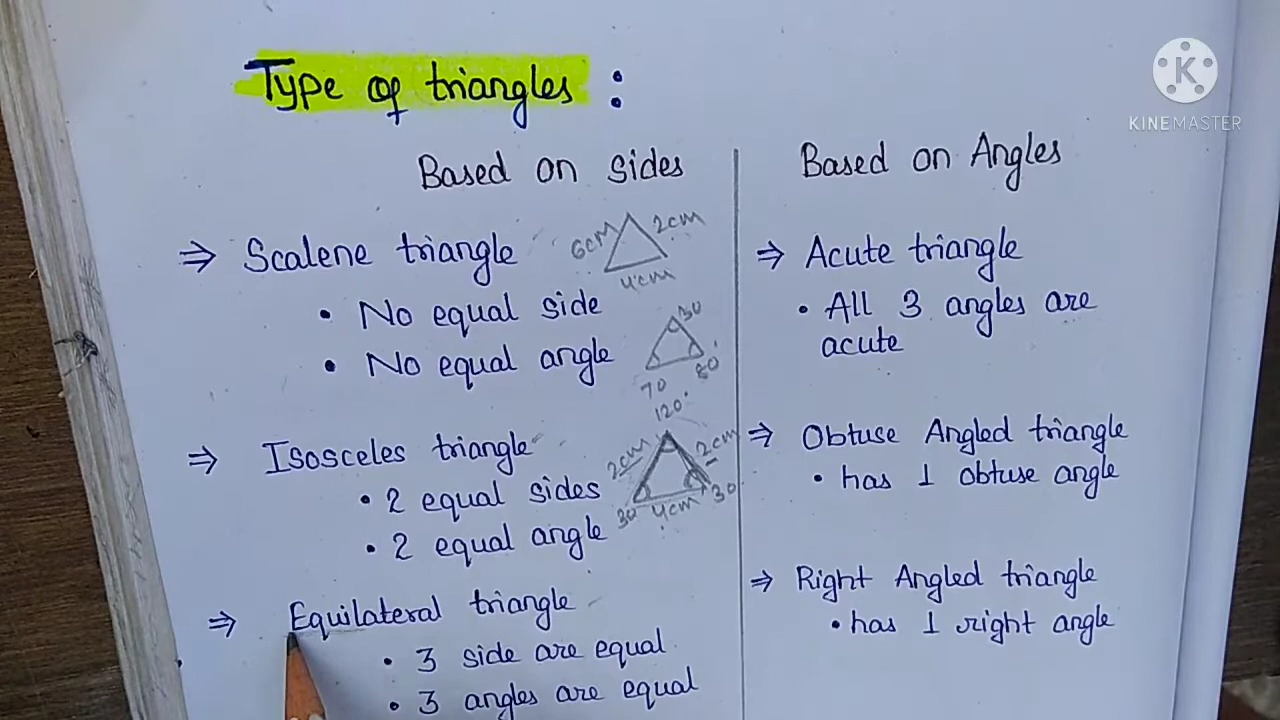 Type of triangles :
Based on sides
⇒ Scalene triangle
6cm 2cm
4cm
• No equal side
• No equal angle
30
70 80°
⇒ Isosceles triangle
120°
2cm 2cm
30 4cm 30
• 2 equal sides
• 2 equal angle
⇒ Equilateral triangle
• 3 side are equal
• 3 angles are equal
Based on Angles
⇒ Acute triangle
• All 3 angles are
acute
⇒ Obtuse Angled triangle
• has 1 obtuse angle
⇒ Right Angled triangle
• has 1 right angle
K
KINEMASTER